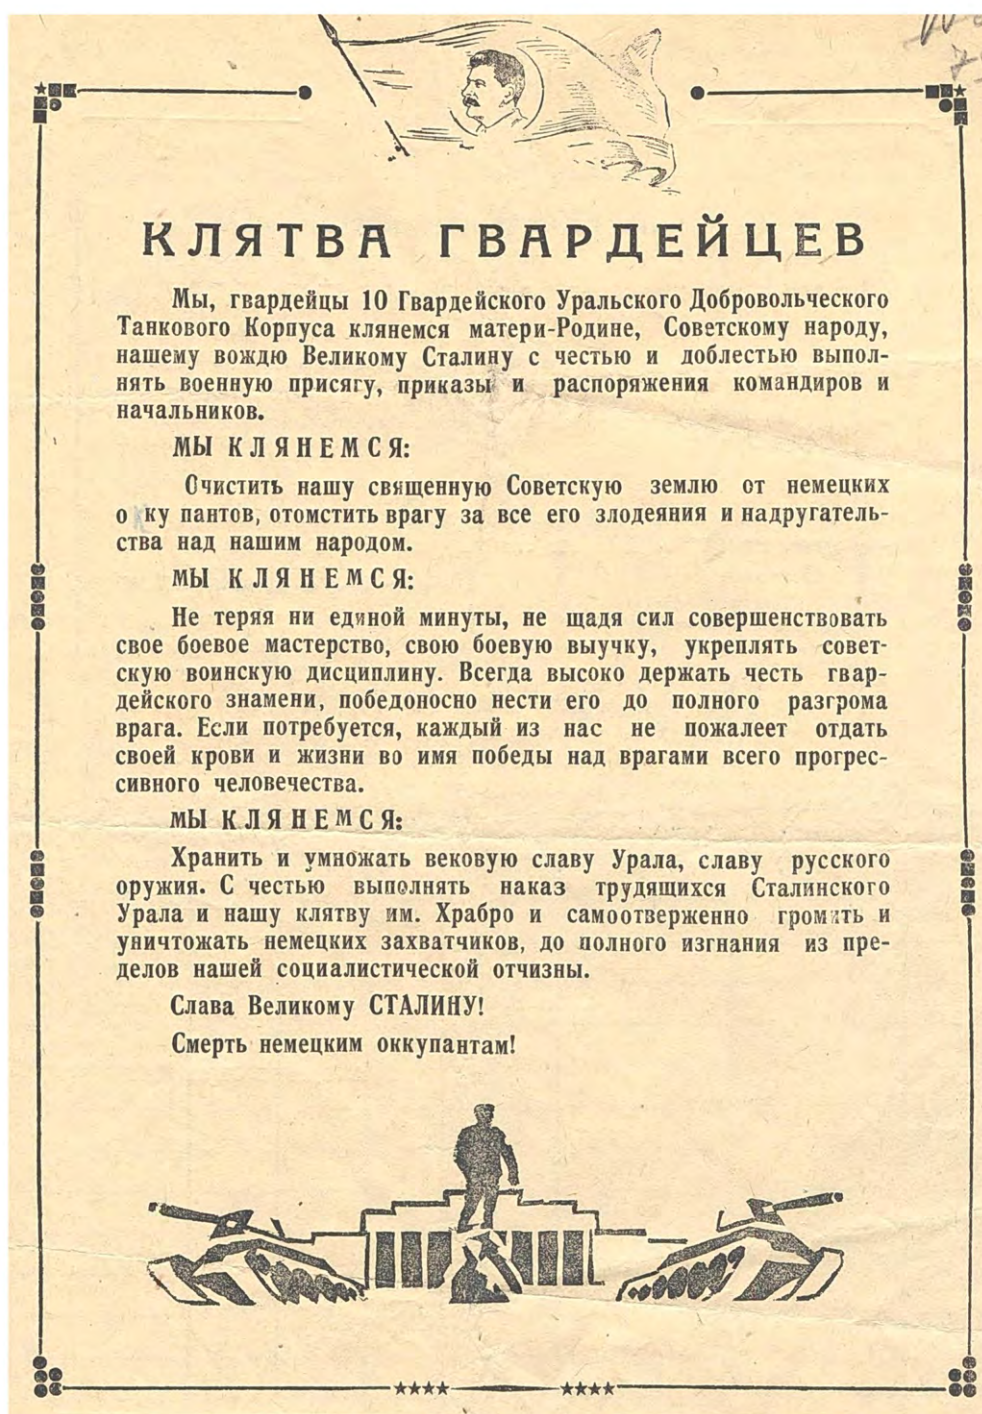 КЛЯТВА ГВАРДЕЙЦЕВ
Мы, гвардейцы 10 Гвардейского Уральского Добровольческого
Танкового Корпуса клянемся матери-Родине, Советскому народу,
нашему вождю Великому Сталину с честью и доблестью выпол-
нять военную присягу, приказы и распоряжения командиров и
начальников.
МЫ КЛЯНЕМСЯ:
Очистить нашу священную Советскую землю от немецких
о ку пантов, отомстить врагу за все его злодеяния и надругатель-
ства над нашим народом.
МЫ КЛЯНЕМСЯ:
Не теряя ни единой минуты, не щадя сил совершенствовать
свое боевое мастерство, свою боевую выучку, укреплять совет-
скую воинскую дисциплину. Всегда высоко держать честь гвар-
дейского знамени, победоносно нести его до полного разгрома
врага. Если потребуется, каждый из нас не пожалеет отдать
своей крови и жизни во имя победы над врагами всего прогрес-
сивного человечества.
МЫ КЛЯНЕМСЯ:
Хранить и умножать вековую славу Урала, славу русского
оружия. С честью выполнять наказ трудящихся Сталинского
Урала и нашу клятву им. Храбро и самоотверженно громить и
уничтожать немецких захватчиков, до полного изгнания из пре-
делов нашей социалистической отчизны.
Слава Великому СТАЛИНУ!
Смерть немецким оккупантам!